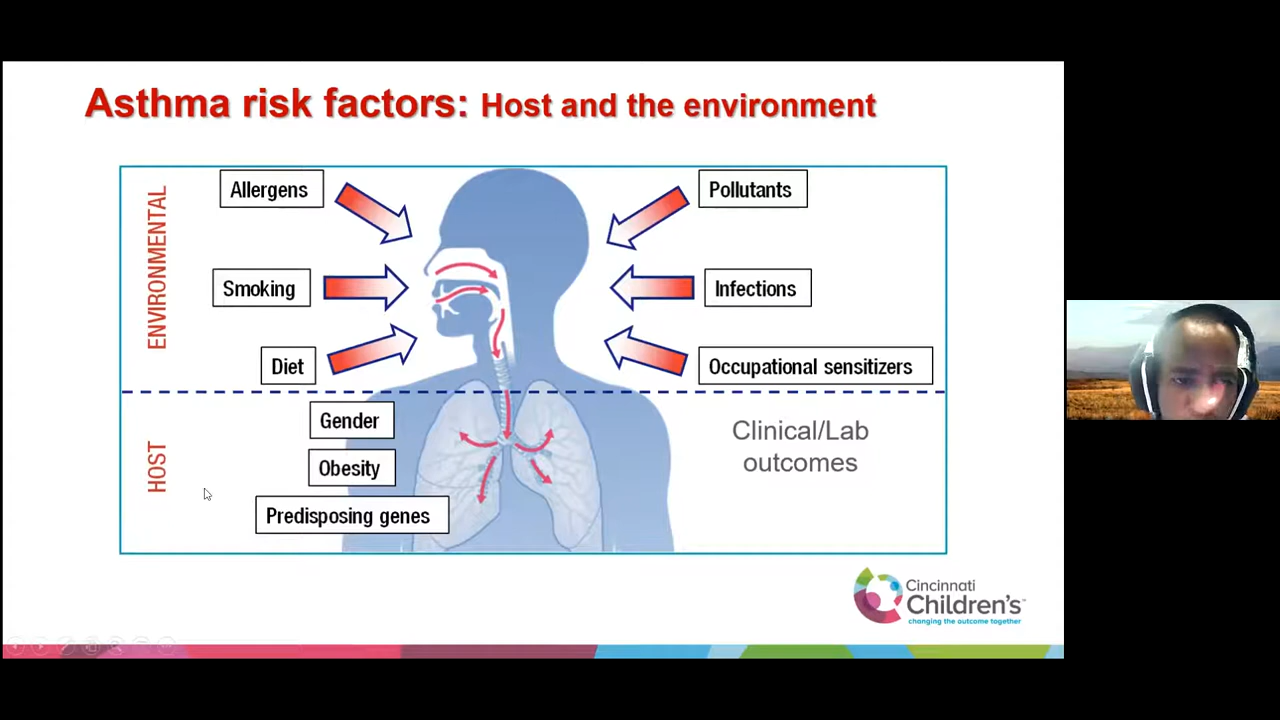 Asthma risk factors: Host and the environment
ENVIRONMENTAL
Allergens
Pollutants
Smoking
Infections
Diet
Occupational sensitizers
HOST
Gender
Obesity
Predisposing genes
Clinical/Lab
outcomes
Cincinnati
Children's™
changing the outcome together